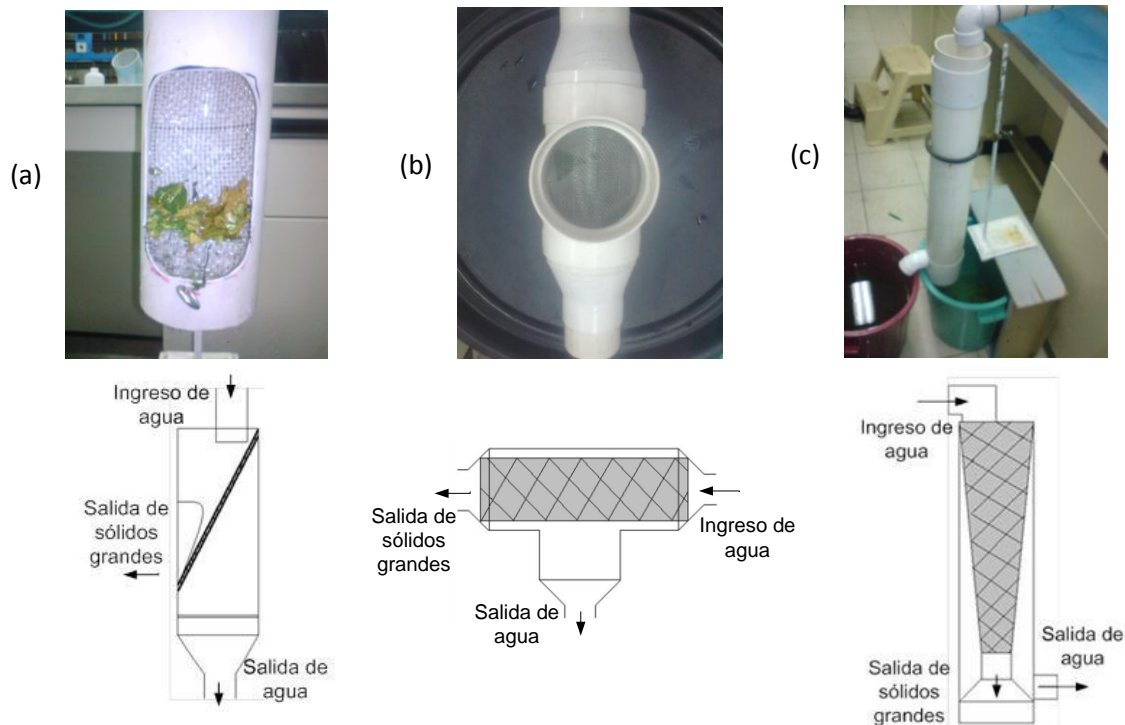 (a)
(b)
(c)
Ingreso de
agua
Salida de
sólidos
grandes
Salida de
agua
Salida de
sólidos
grandes
Ingreso de
agua
Salida de
agua
Ingreso de
agua
Salida de
sólidos
grandes
Salida de
agua